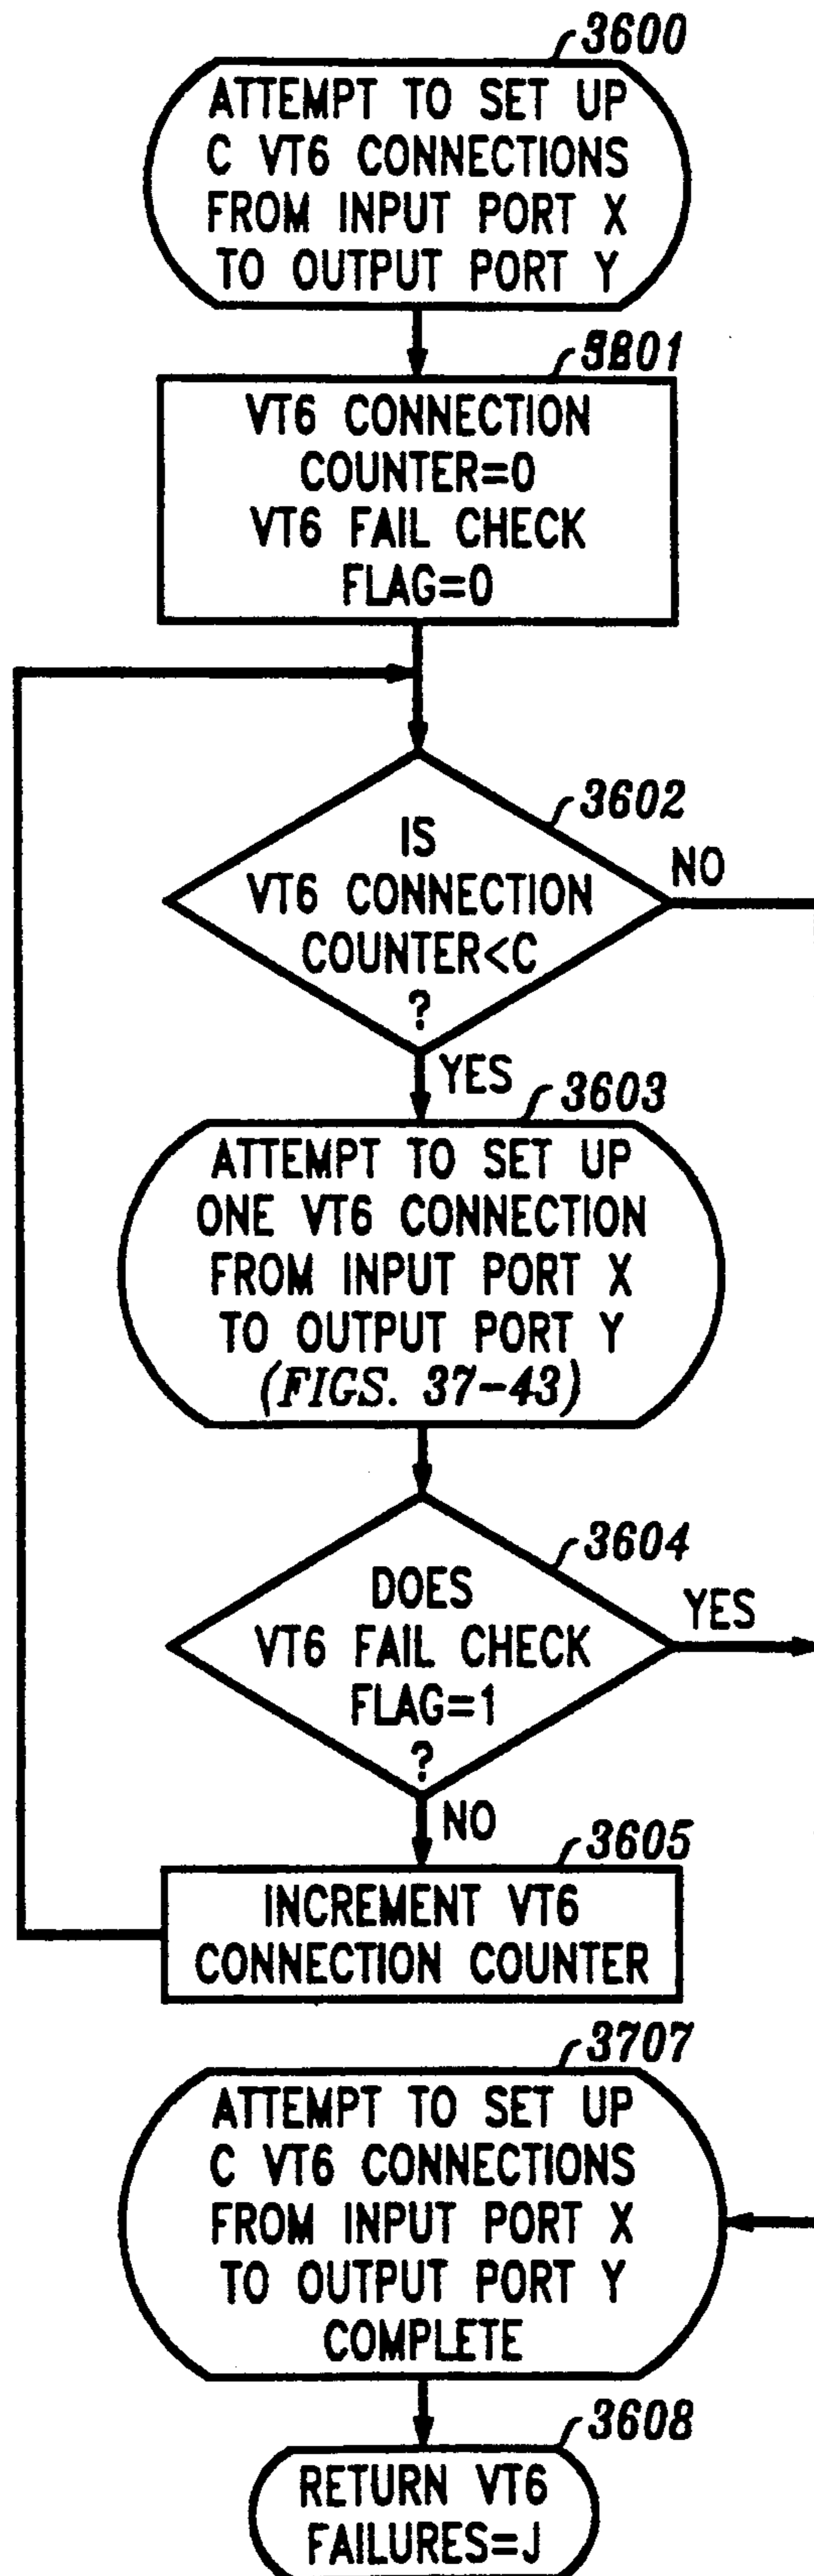 3600
ATTEMPT TO SET UP
C VT6 CONNECTIONS
FROM INPUT PORT X
TO OUTPUT PORT Y
VT6 CONNECTION
COUNTER=0
VT6 FAIL CHECK
FLAG=0
3602
IS
VT6 CONNECTION
COUNTER<C
?
NO
YES
3603
ATTEMPT TO SET UP
ONE VT6 CONNECTION
FROM INPUT PORT X
TO OUTPUT PORT Y
(FIGS. 37-43)
3604
DOES
VT6 FAIL CHECK
FLAG=1
?
YES
NO
3605
INCREMENT VT6
CONNECTION COUNTER
3707
ATTEMPT TO SET UP
C VT6 CONNECTIONS
FROM INPUT PORT X
TO OUTPUT PORT Y
COMPLETE
3608
RETURN VT6
FAILURES=J